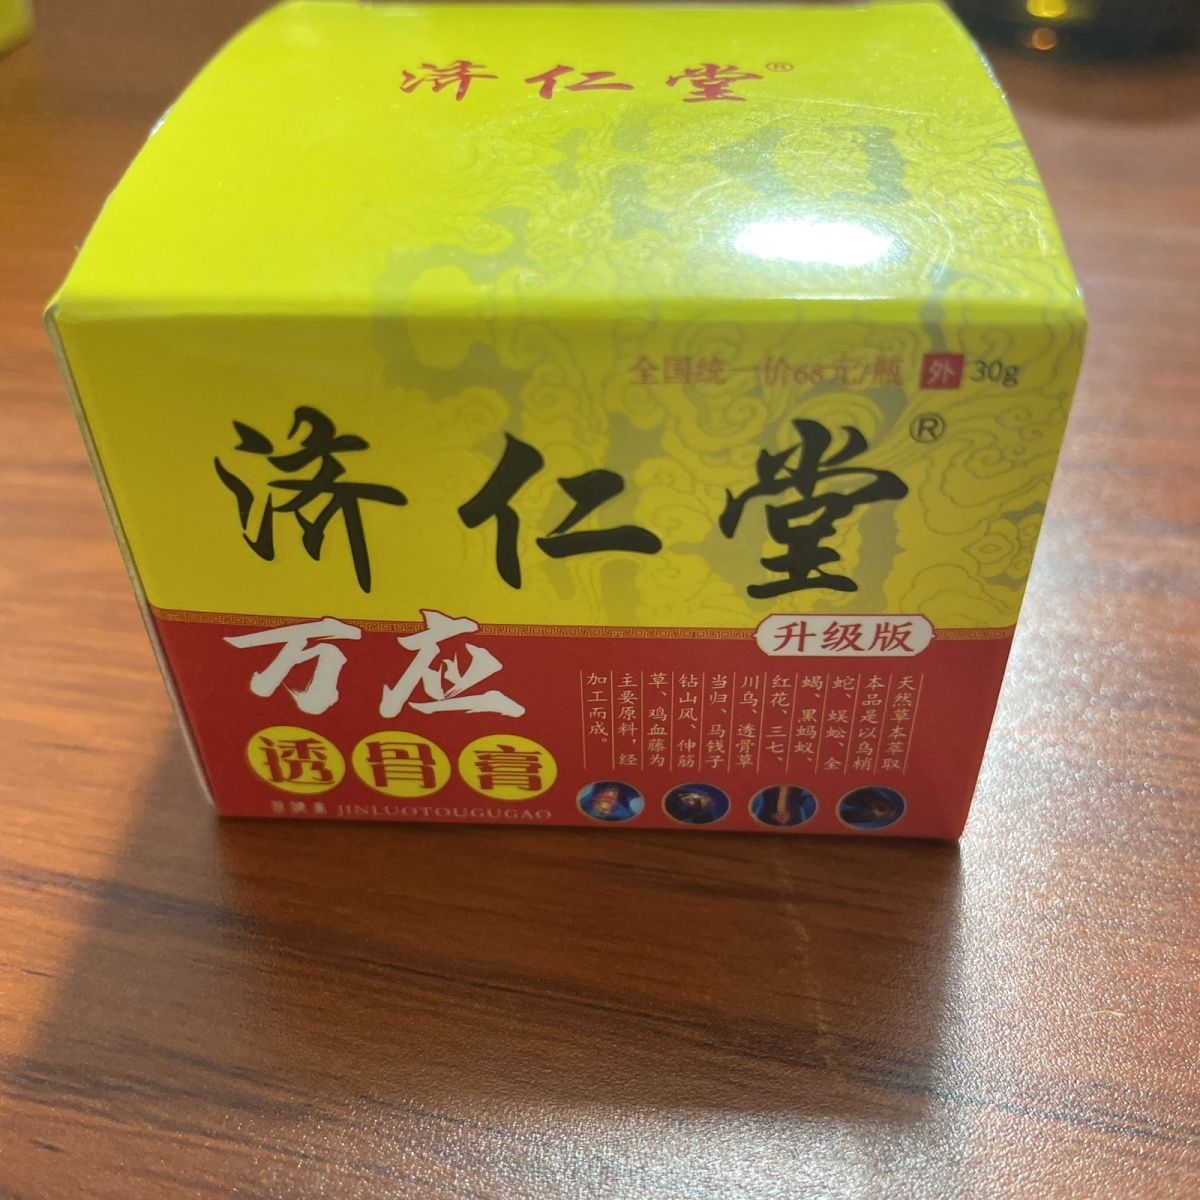 济仁堂®
全国统一价68元/瓶 外 30g
济仁堂®
万应
升级版
透骨膏
JINLUOTOUGUGAO
天然草本萃取
本品是以乌梢
蛇、蜈蚣、全
蝎、黑蚂蚁、
红花、三七、
川乌、透骨草
当归、马钱子
钻山风、伸筋
草、鸡血藤为
主要原料，经
加工而成。